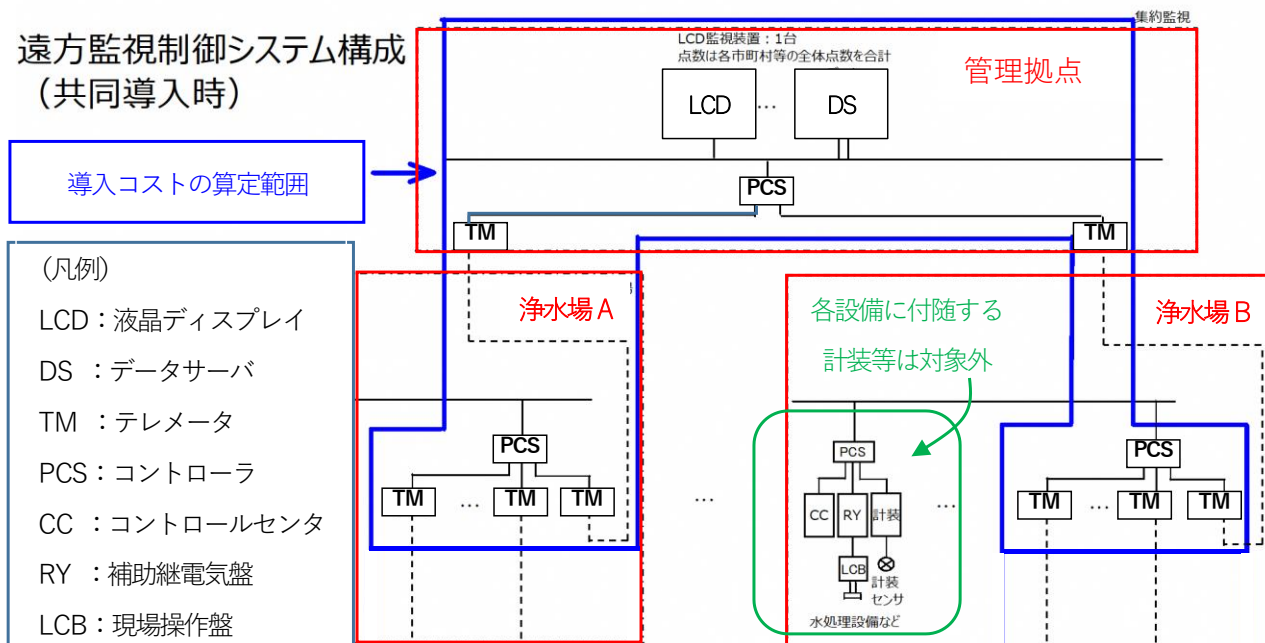 遠方監視制御システム構成
（共同導入時）
集約監視
LCD監視装置：1台
点数は各市町村等の全体点数を合計
管理拠点
LCD
…
DS
導入コストの算定範囲
PCS
TM
TM
(凡例)
LCD：液晶ディスプレイ
DS ：データサーバ
TM ：テレメータ
PCS：コントローラ
CC ：コントロールセンタ
RY ：補助継電気盤
LCB：現場操作盤
浄水場A
PCS
TM
…
TM
TM
…
各設備に付随する
計装等は対象外
浄水場B
PCS
CC
RY
計装
…
LCB
計装
センサ
水処理設備など
PCS
TM
…
TM
TM